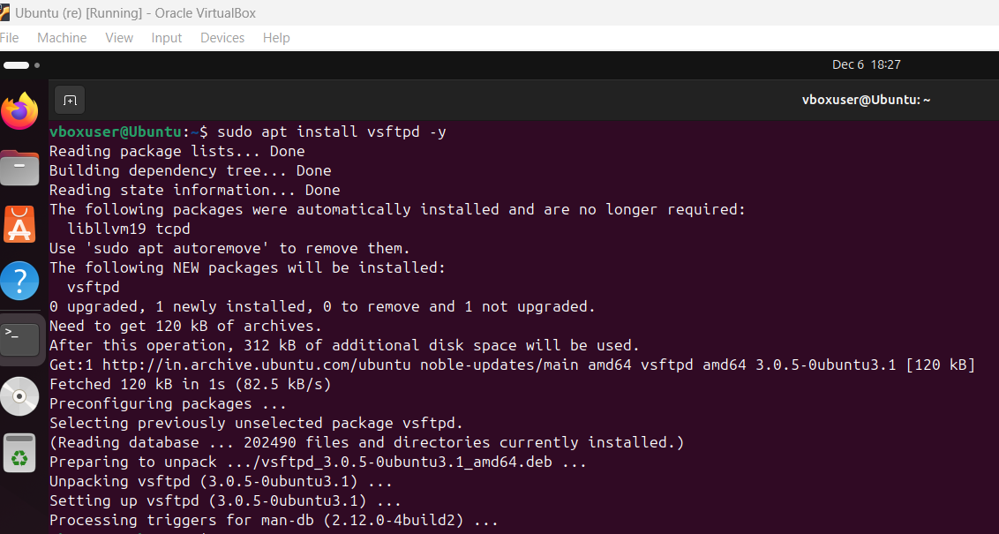 Ubuntu (re) [Running] - Oracle VirtualBox
File Machine View Input Devices Help
Dec 6 18:27
vboxuser@Ubuntu: ~
vboxuser@Ubuntu:~$ sudo apt install vsftpd -y
Reading package lists... Done
Building dependency tree... Done
Reading state information... Done
The following packages were automatically installed and are no longer required:
  libllvm19 tcpd
Use 'sudo apt autoremove' to remove them.
The following NEW packages will be installed:
  vsftpd
0 upgraded, 1 newly installed, 0 to remove and 1 not upgraded.
Need to get 120 kB of archives.
After this operation, 312 kB of additional disk space will be used.
Get:1 http://in.archive.ubuntu.com/ubuntu noble-updates/main amd64 vsftpd amd64 3.0.5-0ubuntu3.1 [120 kB]
Fetched 120 kB in 1s (82.5 kB/s)
Preconfiguring packages ...
Selecting previously unselected package vsftpd.
(Reading database ... 202490 files and directories currently installed.)
Preparing to unpack .../vsftpd_3.0.5-0ubuntu3.1_amd64.deb ...
Unpacking vsftpd (3.0.5-0ubuntu3.1) ...
Setting up vsftpd (3.0.5-0ubuntu3.1) ...
Processing triggers for man-db (2.12.0-4build2) ...